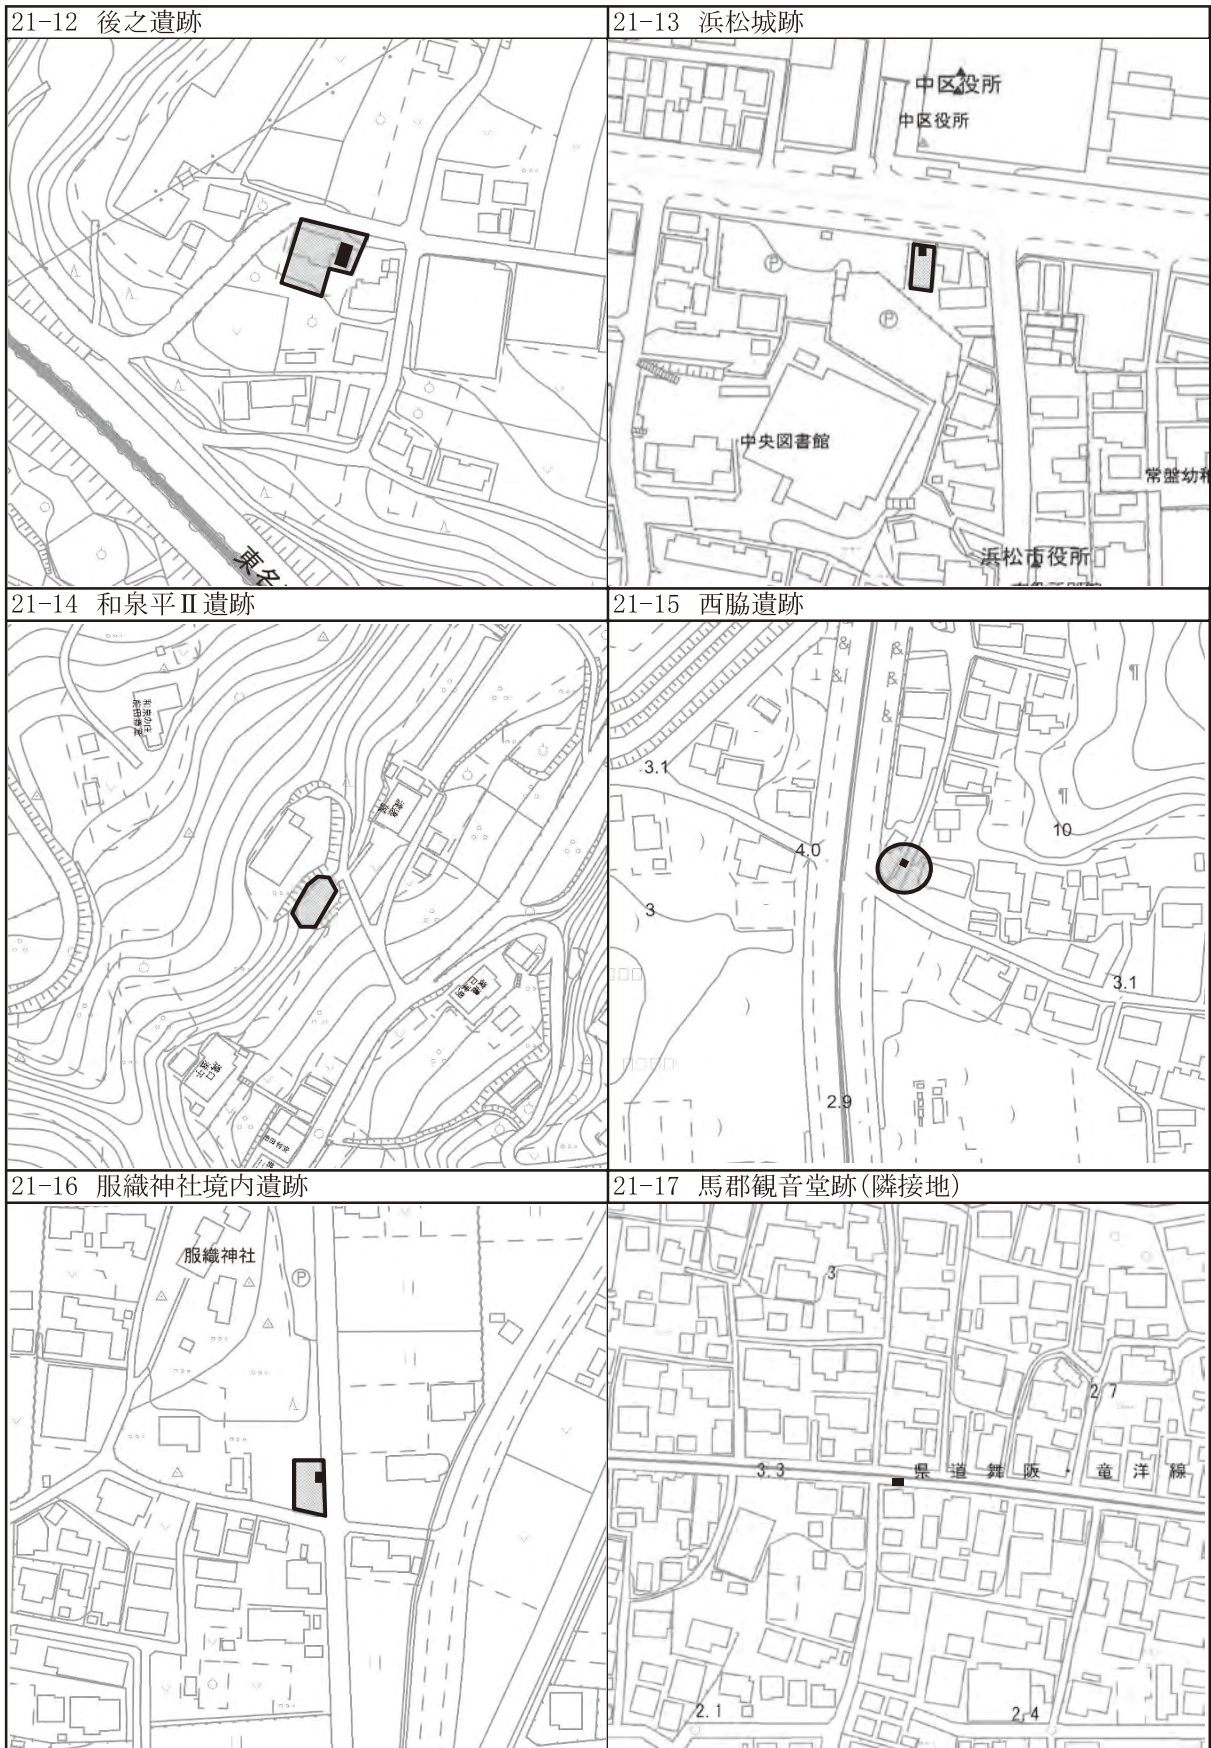 21-12 後之遺跡
東名
21-13 浜松城跡
中区役所
中区役所
P
P
中央図書館
常盤幼稚
浜松市役所
21-14 和泉平Ⅱ遺跡
21-15 西脇遺跡
3.1
4.0
10
3
3.1
2.9
21-16 服織神社境内遺跡
服織神社
P
21-17 馬郡観音堂跡(隣接地)
3
2.7
3.3
県道舞阪・竜洋線
2.1
2.4